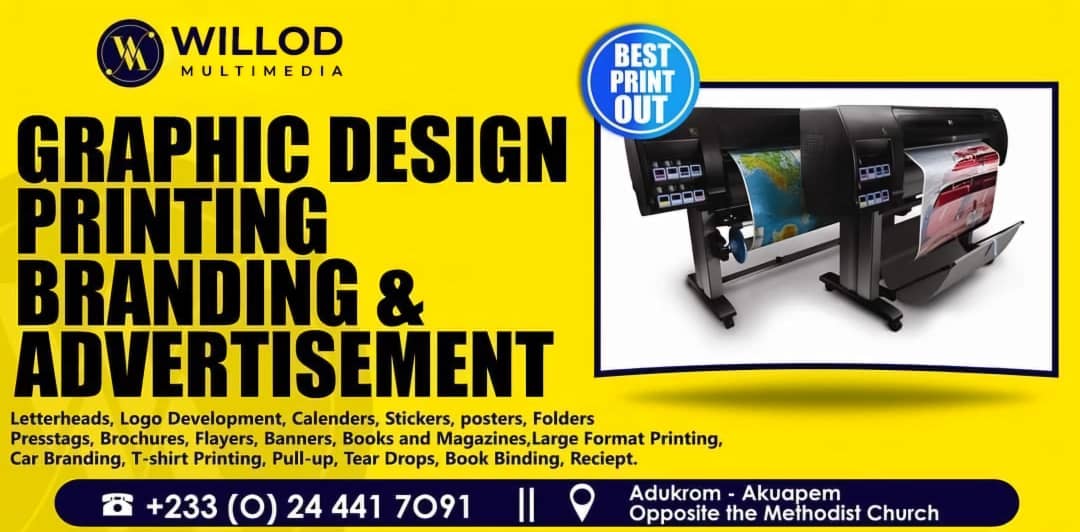 WILLOD
MULTIMEDIA
BEST
PRINT
OUT
GRAPHIC DESIGN
PRINTING
BRANDING &
ADVERTISEMENT
Letterheads, Logo Development, Calenders, Stickers, posters, Folders
Presstags, Brochures, Flayers, Banners, Books and Magazines,Large Format Printing,
Car Branding, T-shirt Printing, Pull-up, Tear Drops, Book Binding, Reciept.
+233 (0) 24 441 7091 || Adukrom - Akuapem
Opposite the Methodist Church